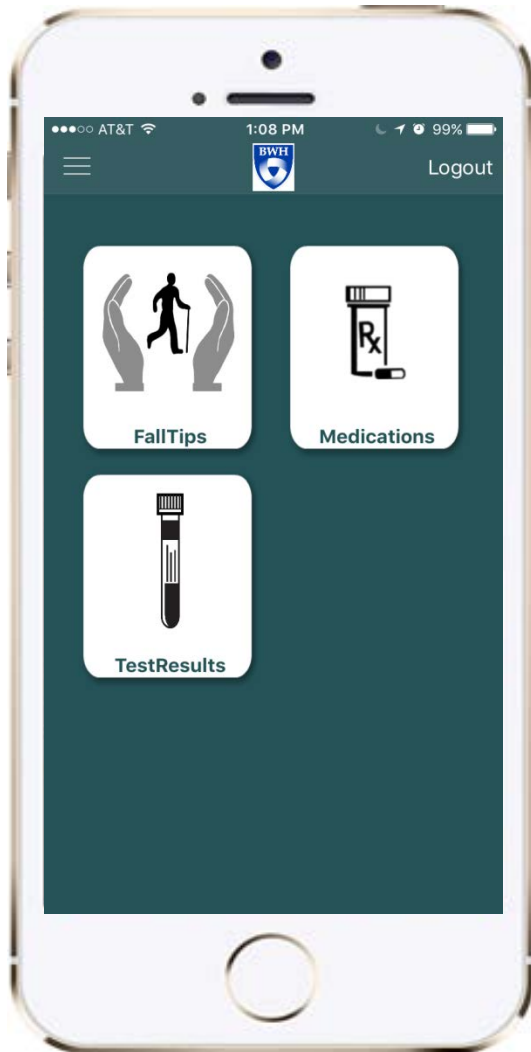 AT&T 1:08 PM 99%
BWH
Logout
FallTips Medications
Rx
TestResults